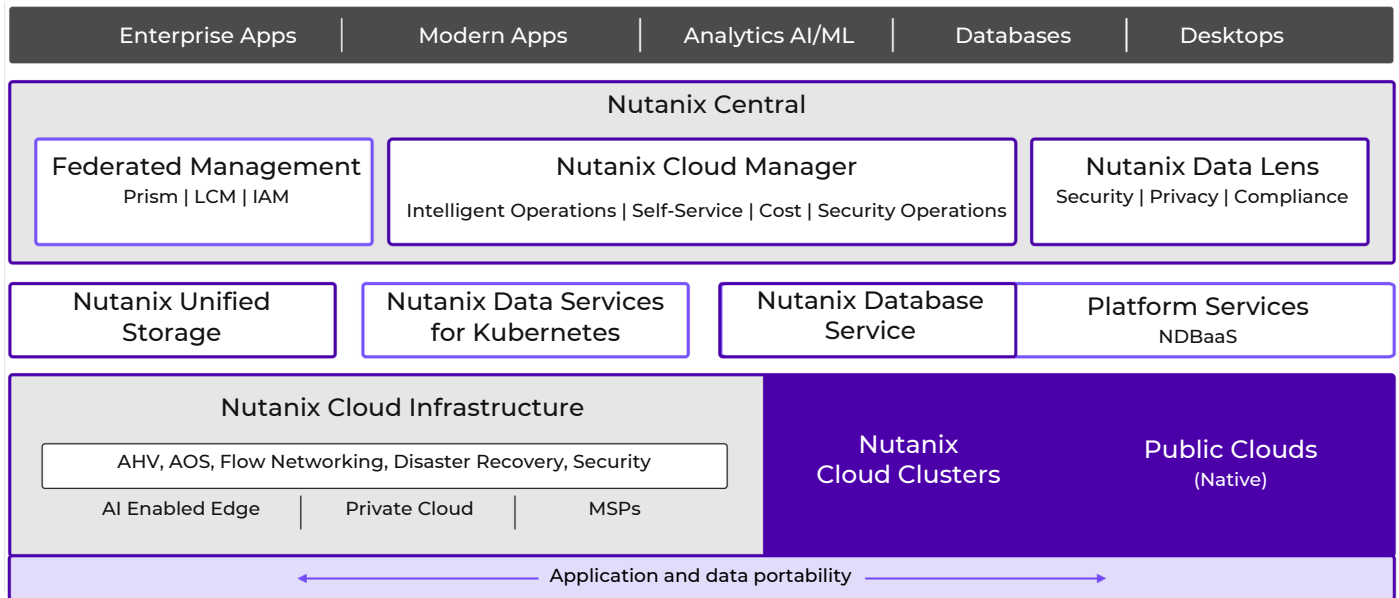 Enterprise Apps | Modern Apps | Analytics AI/ML | Databases | Desktops
Nutanix Central
Federated Management
Prism | LCM | IAM
Nutanix Cloud Manager
Intelligent Operations | Self-Service | Cost | Security Operations
Nutanix Data Lens
Security | Privacy | Compliance
Nutanix Unified
Storage
Nutanix Data Services
for Kubernetes
Nutanix Database
Service
Platform Services
NDBaaS
Nutanix Cloud Infrastructure
AHV, AOS, Flow Networking, Disaster Recovery, Security
AI Enabled Edge | Private Cloud | MSPs
Nutanix
Cloud Clusters
Public Clouds
(Native)
Application and data portability